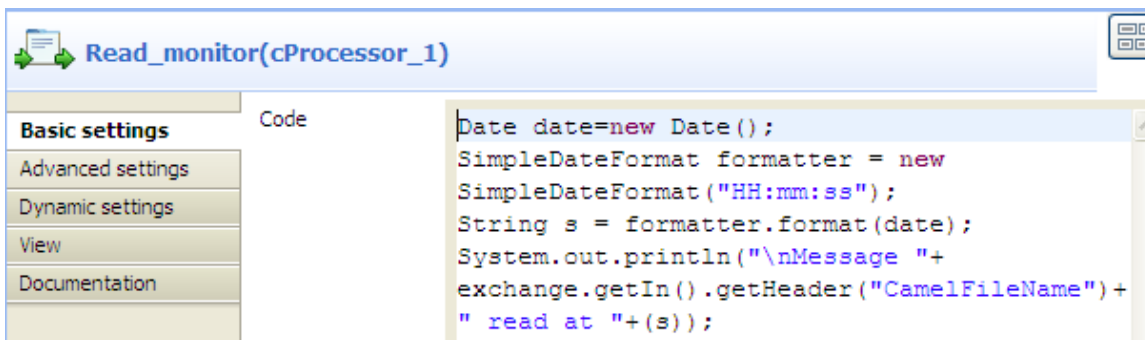 Read_monitor(cProcessor_1)
Basic settings
Advanced settings
Dynamic settings
View
Documentation
Code
Date date=new Date();
SimpleDateFormat formatter = new
SimpleDateFormat("HH:mm:ss");
String s = formatter.format(date);
System.out.println("\nMessage "+
exchange.getIn().getHeader("CamelFileName")+
" read at "+(s));